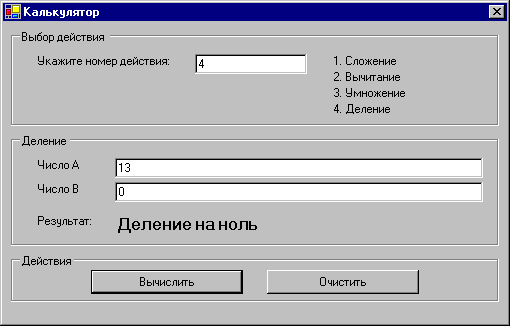 Калькулятор
Выбор действия
Укажите номер действия: 4
1. Сложение
2. Вычитание
3. Умножение
4. Деление
Деление
Число А 13
Число В 0
Результат: Деление на ноль
Действия
Вычислить Очистить